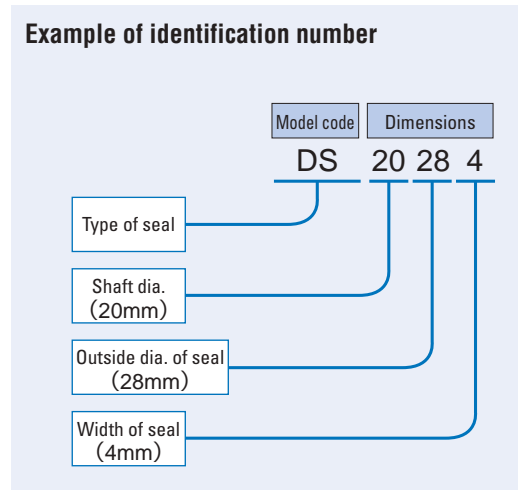 Example of identification number
Model code Dimensions
DS 20 28 4
Type of seal
Shaft dia.
（20mm）
Outside dia. of seal
（28mm）
Width of seal
（4mm）